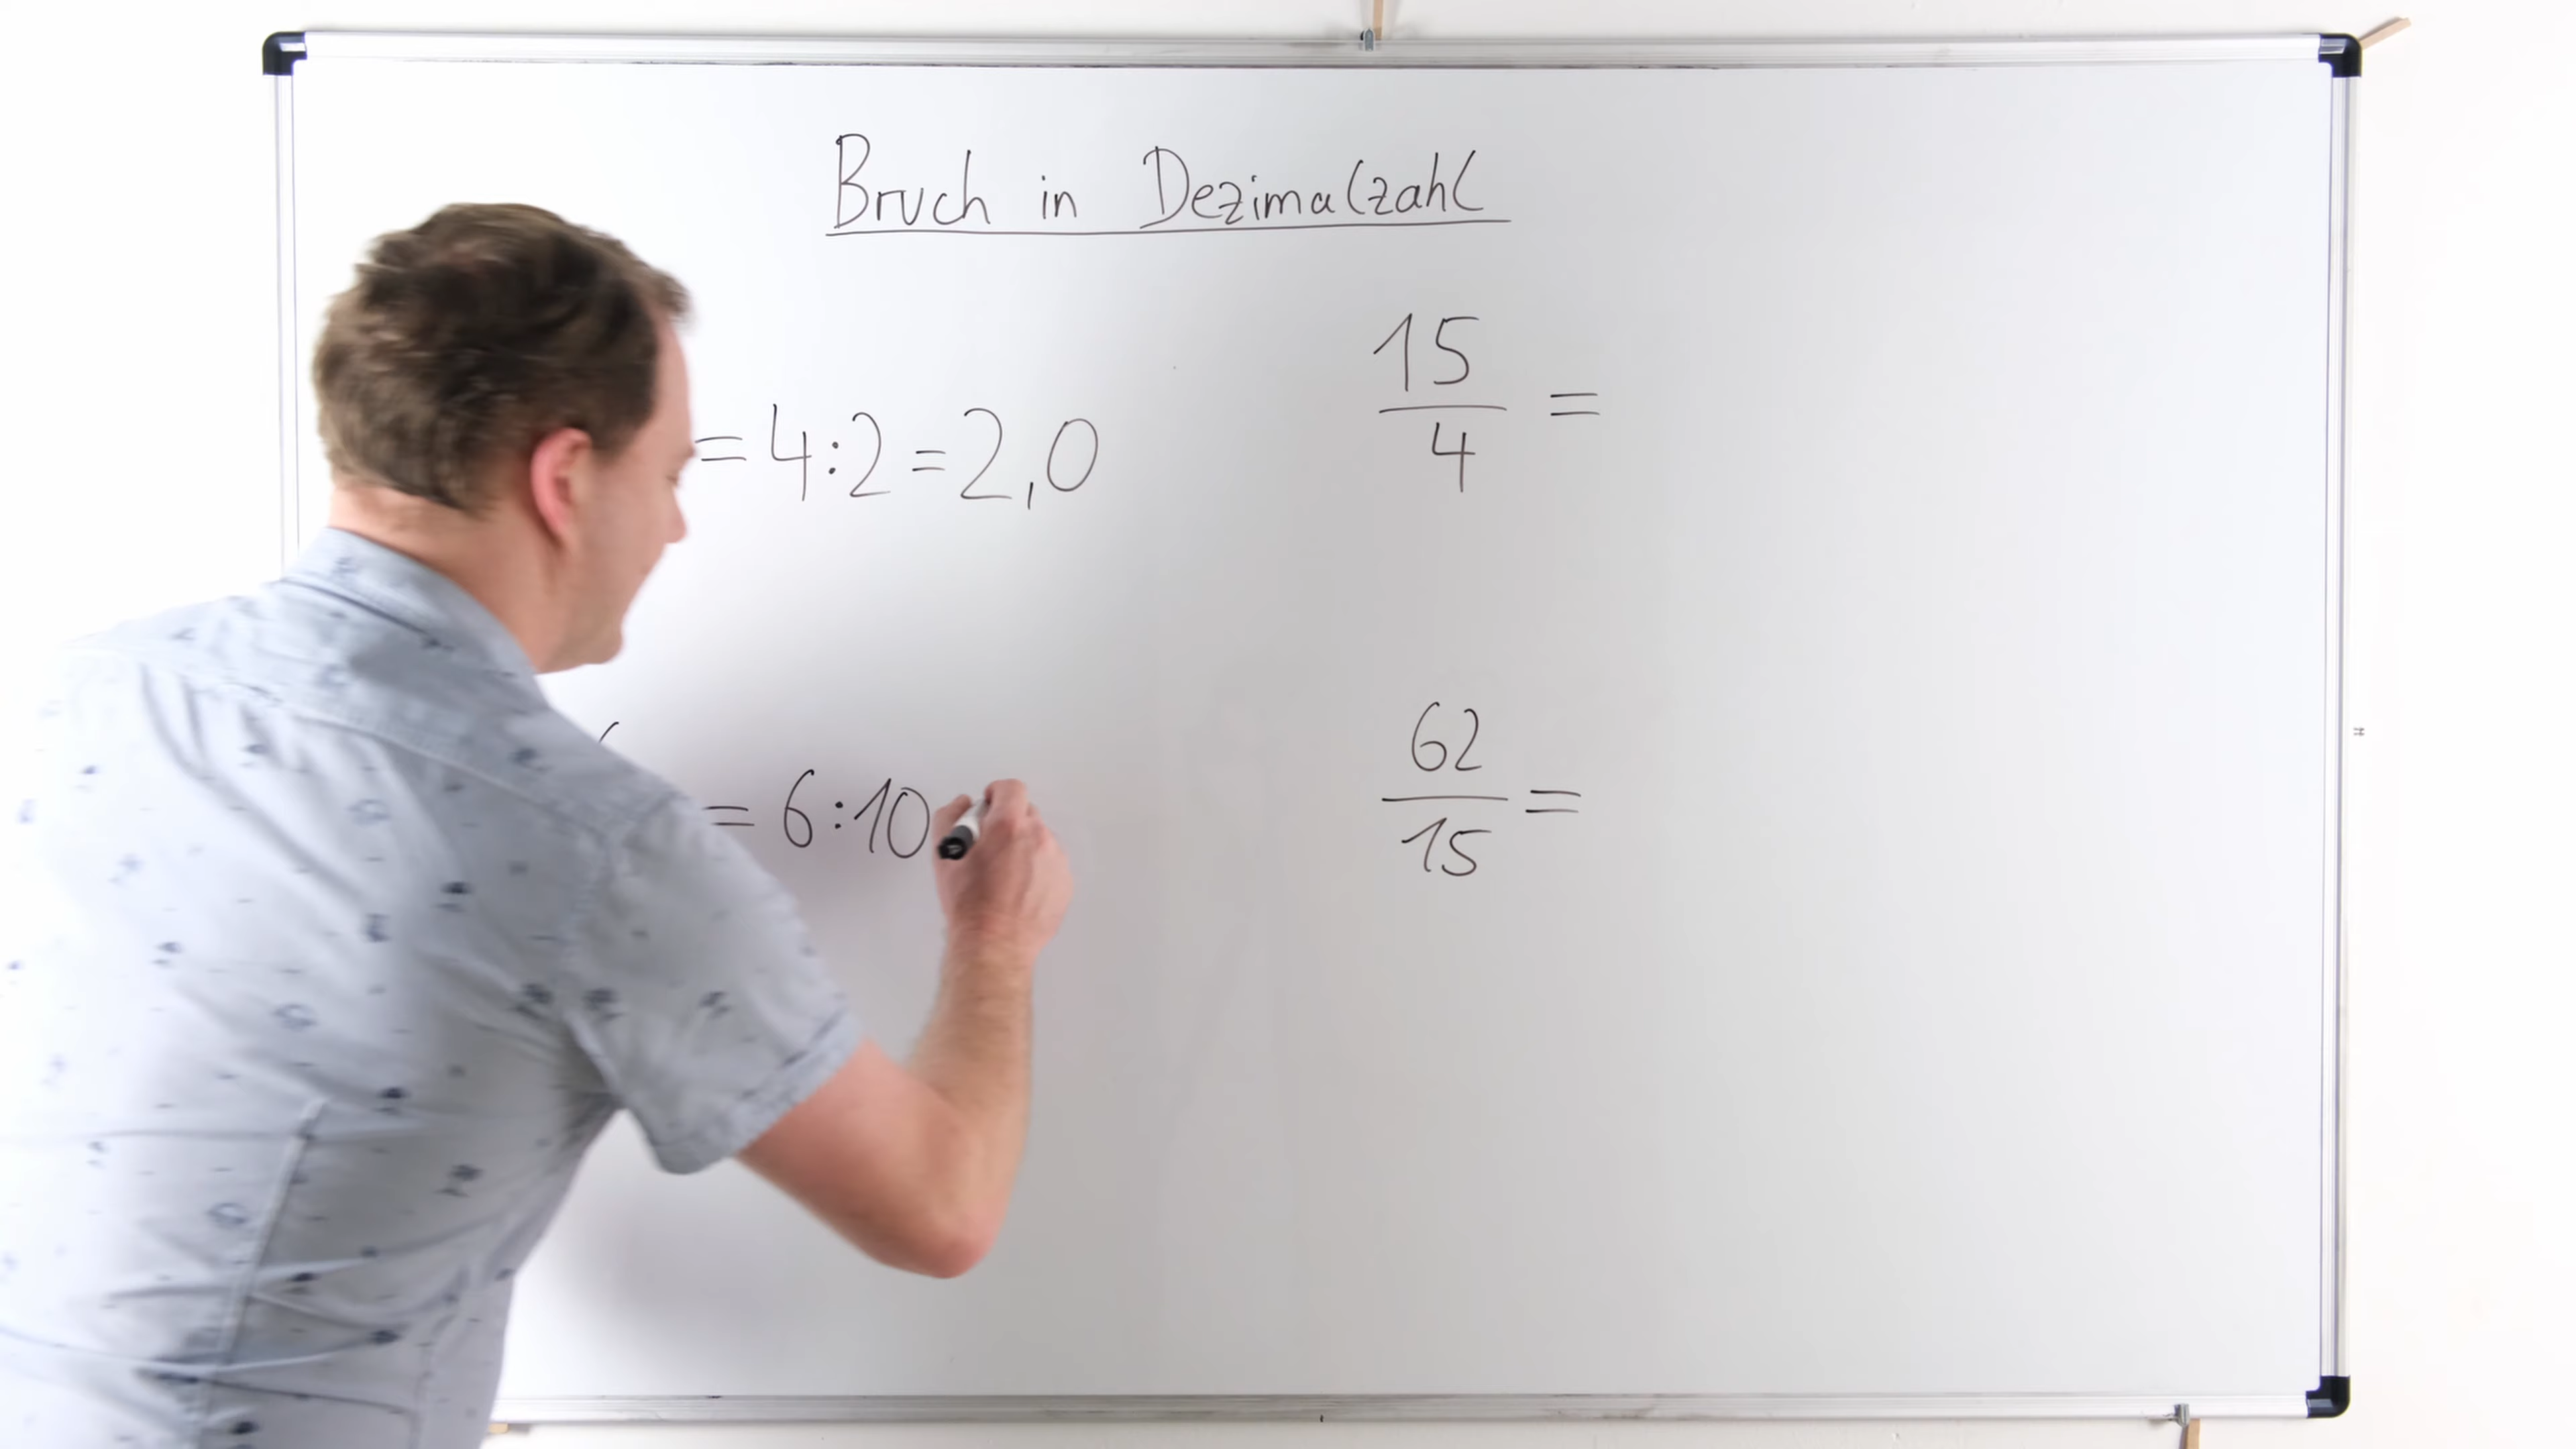 Bruch in Dezimalzahl
= 4:2 = 2,0
= 6:10
15/4 =
62/15 =